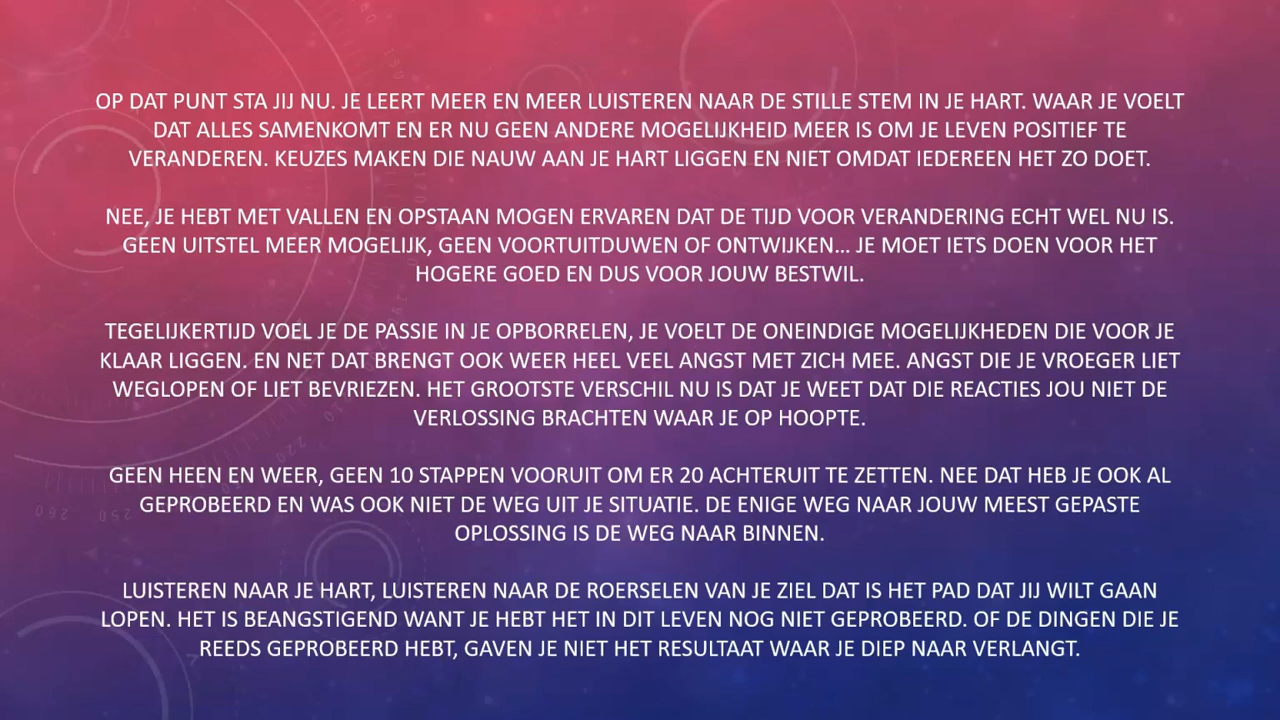 OP DAT PUNT STA JIJ NU. JE LEERT MEER EN MEER LUISTEREN NAAR DE STILLE STEM IN JE HART. WAAR JE VOELT
DAT ALLES SAMENKOMT EN ER NU GEEN ANDERE MOGELIJKHEID MEER IS OM JE LEVEN POSITIEF TE
VERANDEREN. KEUZES MAKEN DIE NAUW AAN JE HART LIGGEN EN NIET OMDAT IEDEREEN HET ZO DOET.
NEE, JE HEBT MET VALLEN EN OPSTAAN MOGEN ERVAREN DAT DE TIJD VOOR VERANDERING ECHT WEL NU IS.
GEEN UITSTEL MEER MOGELIJK, GEEN VOORTUITDUWEN OF ONTWIJKEN... JE MOET IETS DOEN VOOR HET
HOGERE GOED EN DUS VOOR JOUW BESTWIL.
TEGELIJKERTIJD VOEL JE DE PASSIE IN JE OPBORRELEN, JE VOELT DE ONEINDIGE MOGELIJKHEDEN DIE VOOR JE
KLAAR LIGGEN. EN NET DAT BRENGT OOK WEER HEEL VEEL ANGST MET ZICH MEE. ANGST DIE JE VROEGER LIET
WEGLOPEN OF LIET BEVRIEZEN. HET GROOTSTE VERSCHIL NU IS DAT JE WEET DAT DIE REACTIES JOU NIET DE
VERLOSSING BRACHTEN WAAR JE OP HOOPTE.
GEEN HEEN EN WEER, GEEN 10 STAPPEN VOORUIT OM ER 20 ACHTERUIT TE ZETTEN. NEE DAT HEB JE OOK AL
GEPROBEERD EN WAS OOK NIET DE WEG UIT JE SITUATIE. DE ENIGE WEG NAAR JOUW MEEST GEPASTE
OPLOSSING IS DE WEG NAAR BINNEN.
LUISTEREN NAAR JE HART, LUISTEREN NAAR DE ROERSELEN VAN JE ZIEL DAT IS HET PAD DAT JIJ WILT GAAN
LOPEN. HET IS BEANGSTIGEND WANT JE HEBT HET IN DIT LEVEN NOG NIET GEPROBEERD. OF DE DINGEN DIE JE
REEDS GEPROBEERD HEBT, GAVEN JE NIET HET RESULTAAT WAAR JE DIEP NAAR VERLANGT.